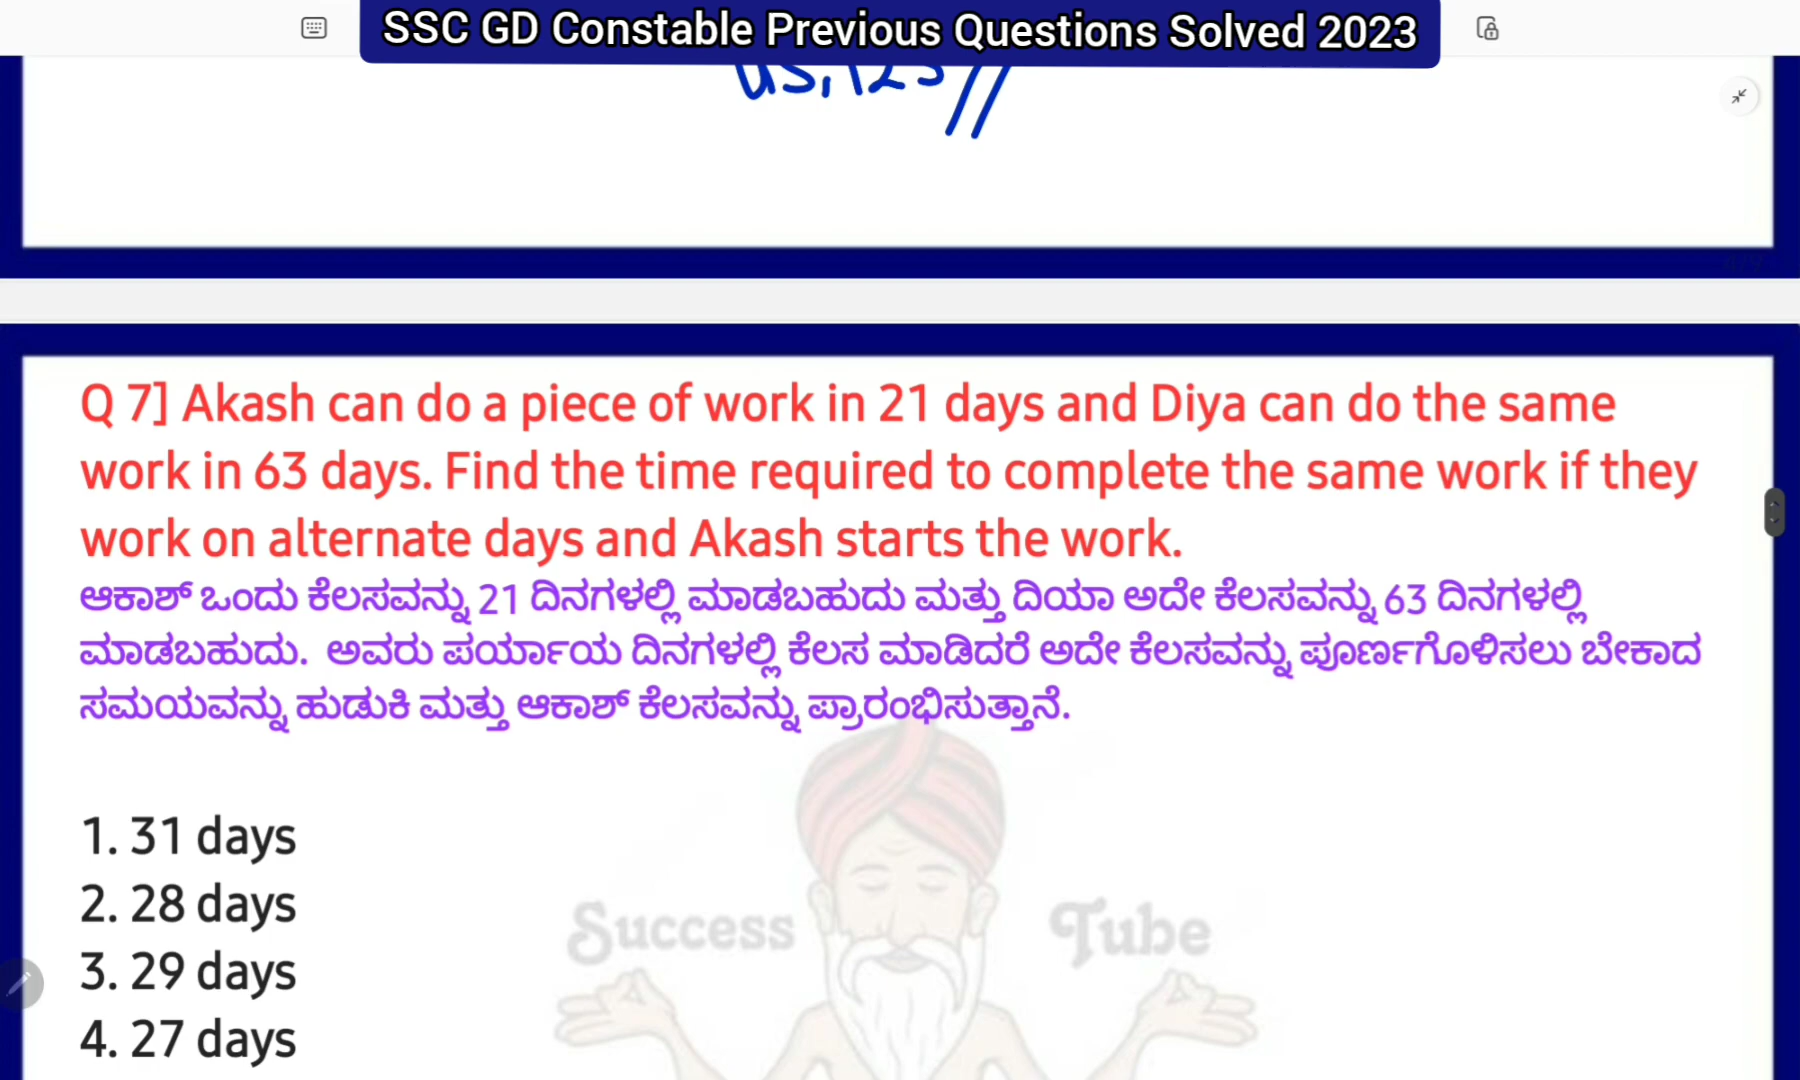 SSC GD Constable Previous Questions Solved 2023
Q 7] Akash can do a piece of work in 21 days and Diya can do the same
work in 63 days. Find the time required to complete the same work if they
work on alternate days and Akash starts the work.
ಆಕಾಶ್ ಒಂದು ಕೆಲಸವನ್ನು 21 ದಿನಗಳಲ್ಲಿ ಮಾಡಬಹುದು ಮತ್ತು ದಿಯಾ ಅದೇ ಕೆಲಸವನ್ನು 63 ದಿನಗಳಲ್ಲಿ
ಮಾಡಬಹುದು. ಅವರು ಪರ್ಯಾಯ ದಿನಗಳಲ್ಲಿ ಕೆಲಸ ಮಾಡಿದರೆ ಅದೇ ಕೆಲಸವನ್ನು ಪೂರ್ಣಗೊಳಿಸಲು ಬೇಕಾದ
ಸಮಯವನ್ನು ಹುಡುಕಿ ಮತ್ತು ಆಕಾಶ್ ಕೆಲಸವನ್ನು ಪ್ರಾರಂಭಿಸುತ್ತಾನೆ.
1. 31 days
2. 28 days
3. 29 days
4. 27 days
Success Tube